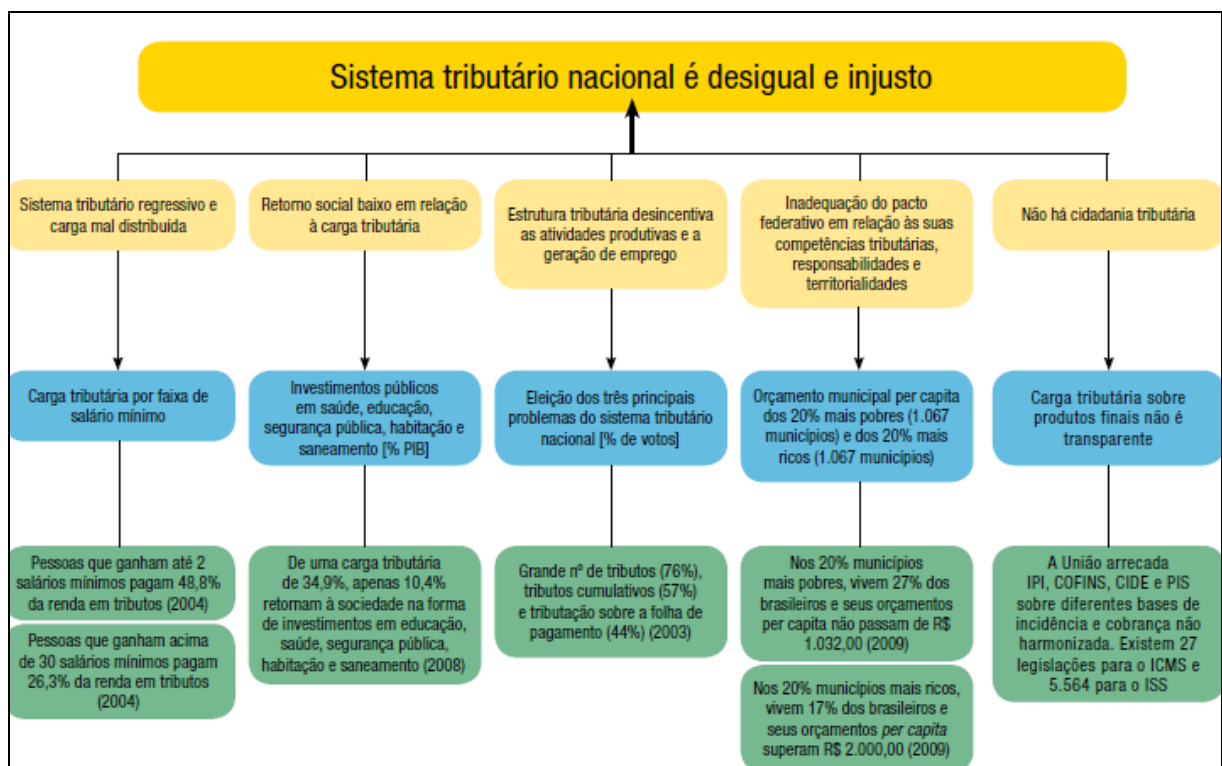 Sistema tributário nacional é desigual e injusto
Sistema tributário regressivo e
carga mal distribuída
Retorno social baixo em relação
à carga tributária
Estrutura tributária desincentiva
as atividades produtivas e a
geração de emprego
Inadequação do pacto
federativo em relação às suas
competências tributárias,
responsabilidades e
territorialidades
Não há cidadania tributária
Carga tributária por faixa de
salário mínimo
Investimentos públicos
em saúde, educação,
segurança pública, habitação e
saneamento [% PIB]
Eleição dos três principais
problemas do sistema tributário
nacional [% de votos]
Orçamento municipal per capita
dos 20% mais pobres (1.067
municípios) e dos 20% mais
ricos (1.067 municípios)
Carga tributária sobre
produtos finais não é
transparente
Pessoas que ganham até 2
salários mínimos pagam 48,8%
da renda em tributos (2004)
Pessoas que ganham acima
de 30 salários mínimos pagam
26,3% da renda em tributos
(2004)
De uma carga tributária
de 34,9%, apenas 10,4%
retornam à sociedade na forma
de investimentos em educação,
saúde, segurança pública,
habitação e saneamento (2008)
Grande nº de tributos (76%),
tributos cumulativos (57%)
e tributação sobre a folha de
pagamento (44%) (2003)
Nos 20% municípios
mais pobres, vivem 27% dos
brasileiros e seus orçamentos
per capita não passam de R$
1.032,00 (2009)
Nos 20% municípios mais ricos,
vivem 17% dos brasileiros e
seus orçamentos per capita
superam R$ 2.000,00 (2009)
A União arrecada
IPI, COFINS, CIDE e PIS
sobre diferentes bases de
incidência e cobrança não
harmonizada. Existem 27
legislações para o ICMS e
5.564 para o ISS